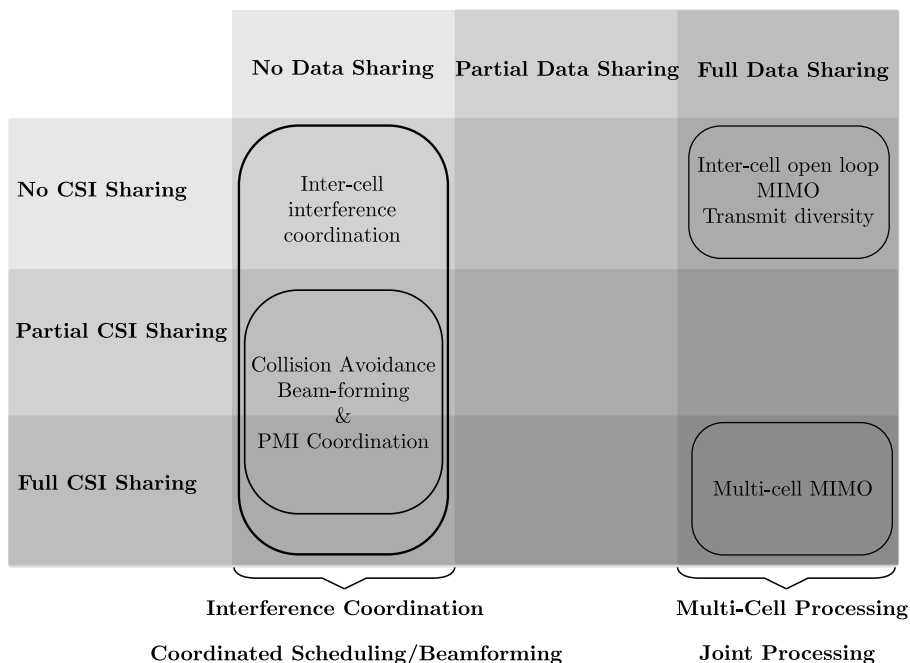 No Data Sharing
Partial Data Sharing
Full Data Sharing
No CSI Sharing
Inter-cell
interference
coordination
Inter-cell open loop
MIMO
Transmit diversity
Partial CSI Sharing
Collision Avoidance
Beam-forming
&
PMI Coordination
Full CSI Sharing
Multi-cell MIMO
Interference Coordination
Coordinated Scheduling/Beamforming
Multi-Cell Processing
Joint Processing